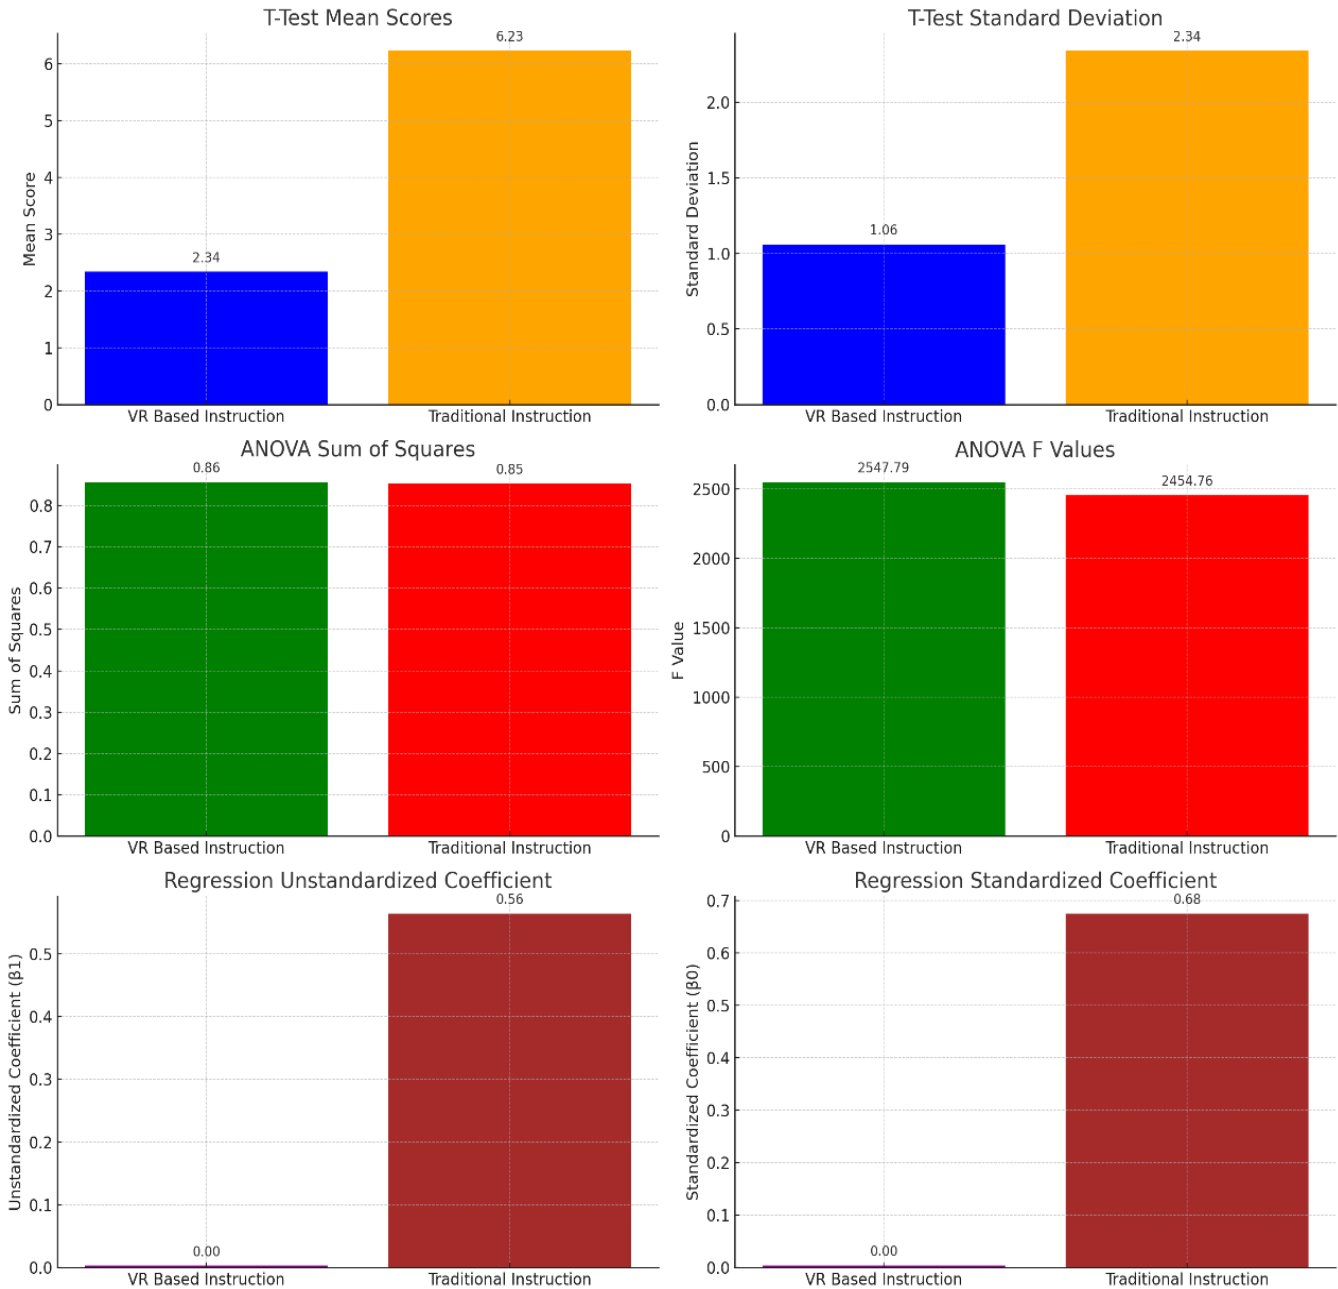 T-Test Mean Scores
6.23
6
5
4
3
2.34
2
1
0
Mean Score
VR Based Instruction
Traditional Instruction
T-Test Standard Deviation
2.34
2.0
1.5
1.06
1.0
0.5
0.0
Standard Deviation
VR Based Instruction
Traditional Instruction
ANOVA Sum of Squares
0.86
0.85
0.8
0.7
0.6
0.5
0.4
0.3
0.2
0.1
0.0
Sum of Squares
VR Based Instruction
Traditional Instruction
ANOVA F Values
2547.79
2454.76
2500
2000
1500
1000
500
0
F Value
VR Based Instruction
Traditional Instruction
Regression Unstandardized Coefficient
0.56
0.5
0.4
0.3
0.2
0.1
0.00
0.0
Unstandardized Coefficient (β1)
VR Based Instruction
Traditional Instruction
Regression Standardized Coefficient
0.68
0.7
0.6
0.5
0.4
0.3
0.2
0.1
0.00
0.0
Standardized Coefficient (β0)
VR Based Instruction
Traditional Instruction